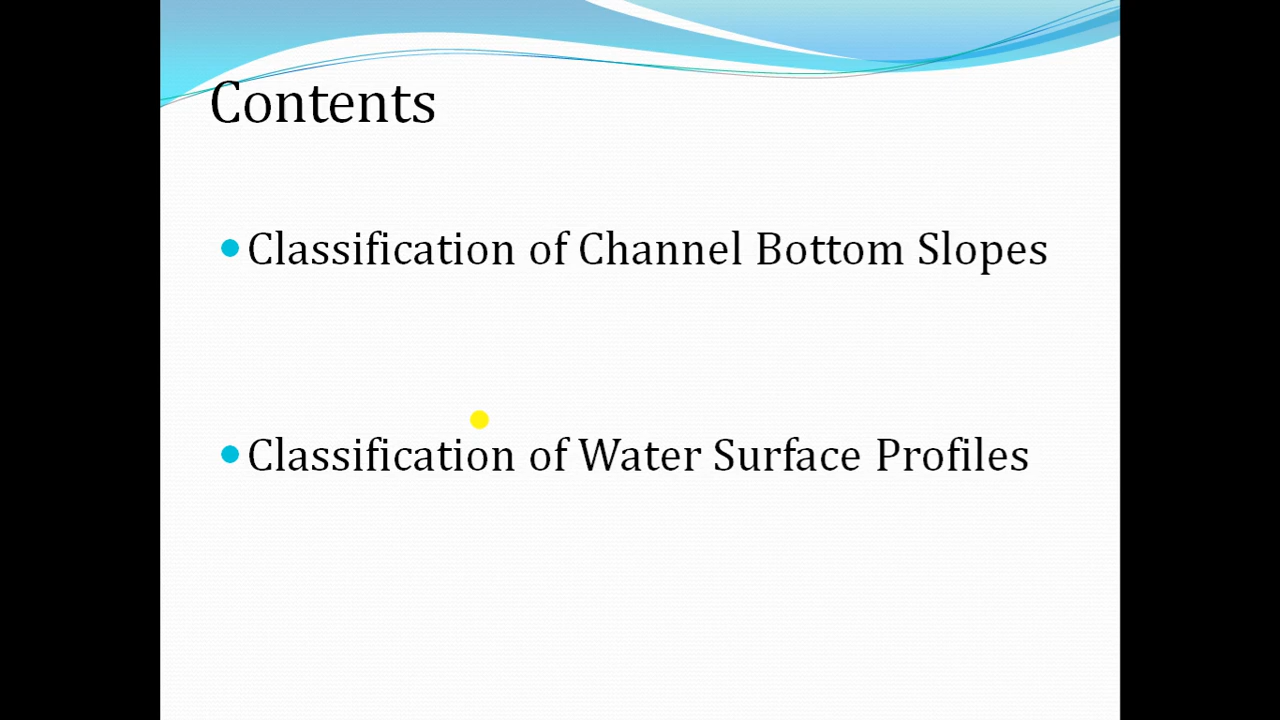 Contents
Classification of Channel Bottom Slopes
Classification of Water Surface Profiles